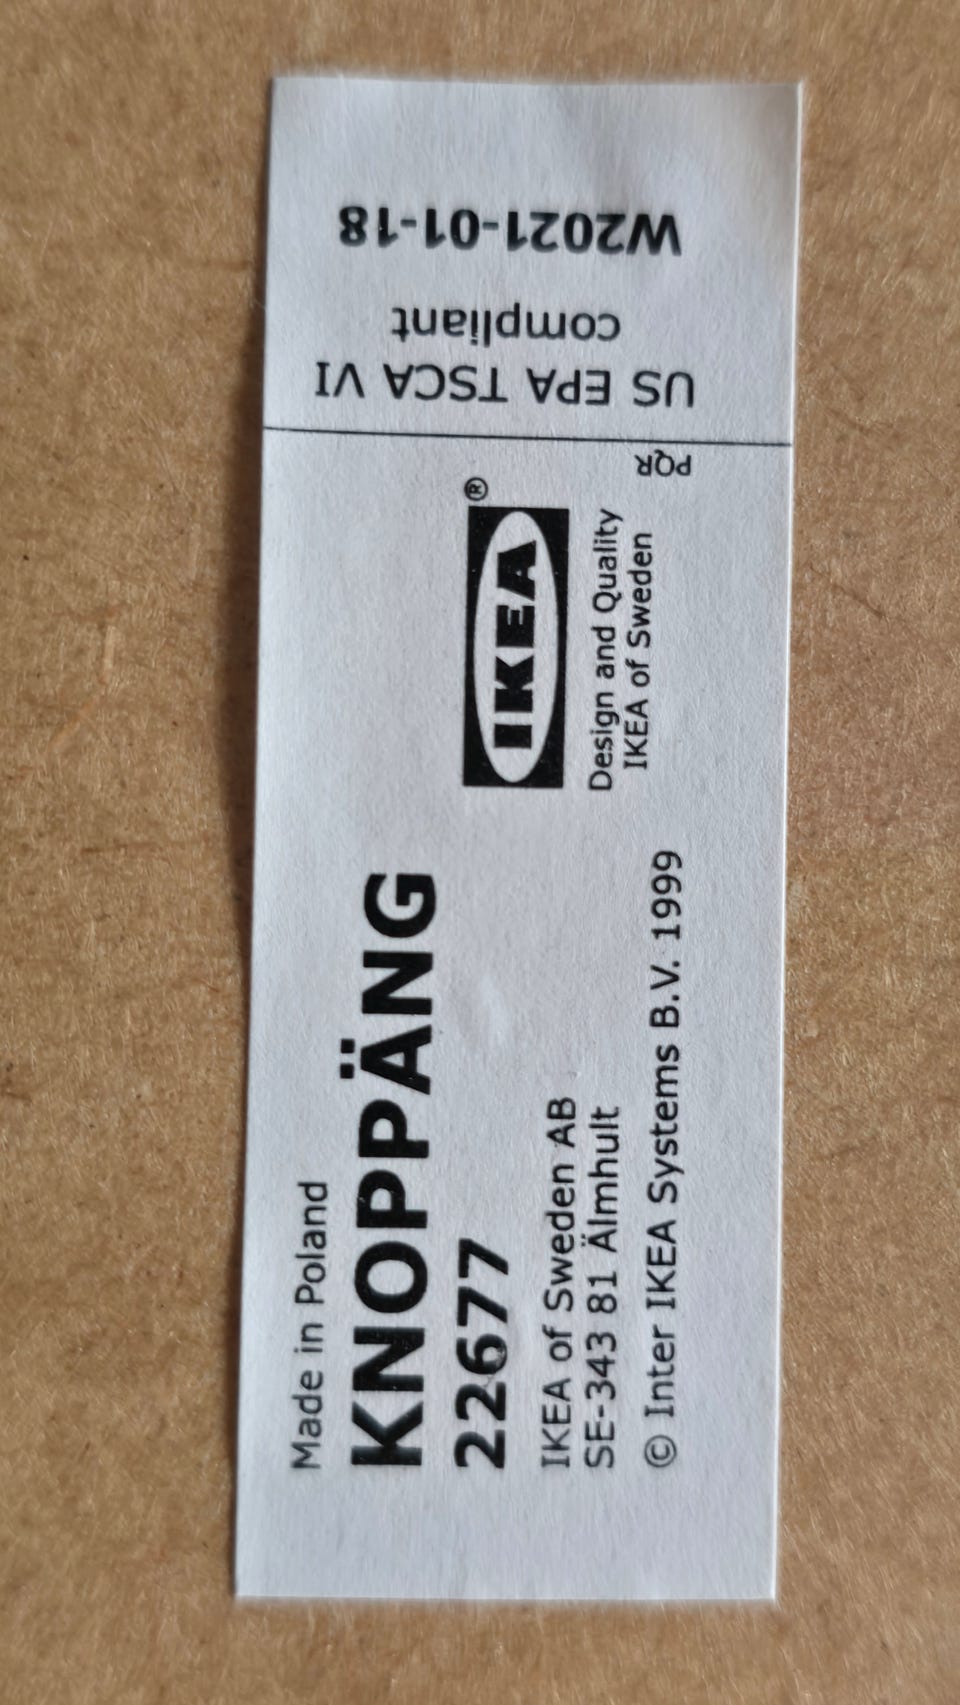 Made in Poland
KNOPPÄNG
22677
IKEA of Sweden AB
SE-343 81 Älmhult
© Inter IKEA Systems B.V. 1999
IKEA®
Design and Quality
IKEA of Sweden
PQR
US EPA TSCA VI
compliant
W2021-01-18